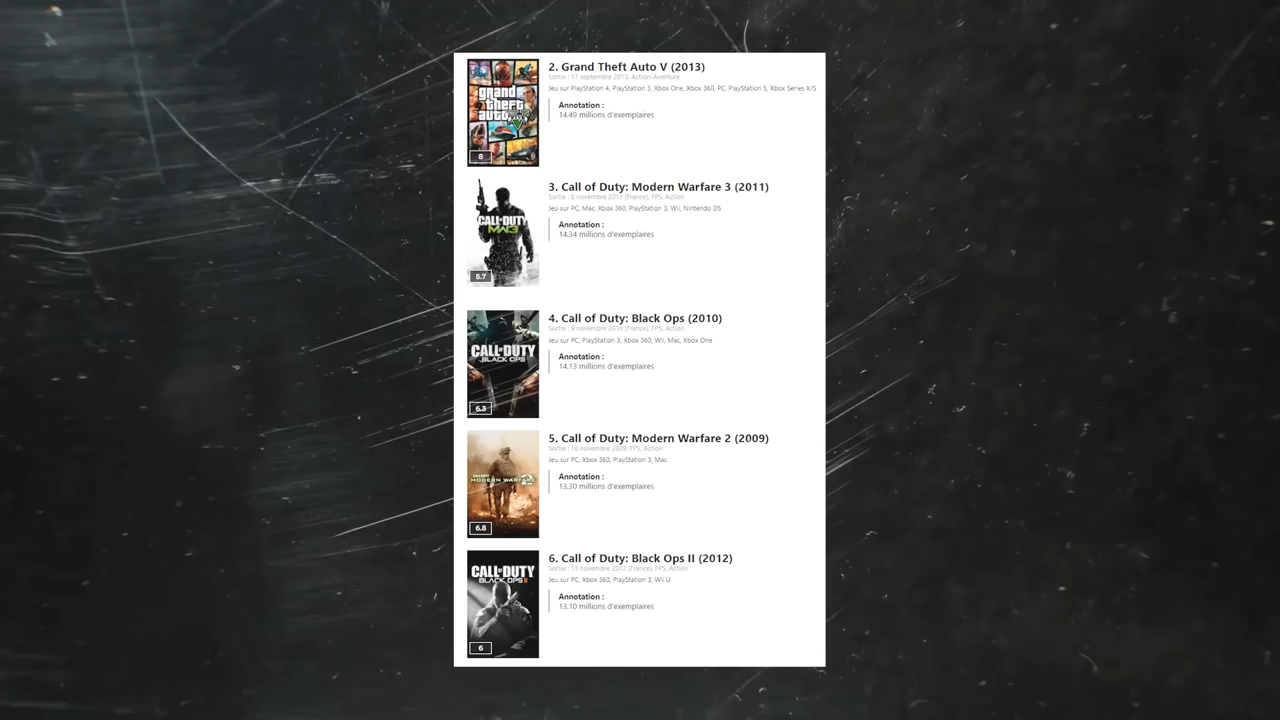 2. Grand Theft Auto V (2013)
Sortie : 17 septembre 2013. Action-Aventure
Jeu sur PlayStation 4, PlayStation 3, Xbox One, Xbox 360, PC, PlayStation 5, Xbox Series X/S
Annotation :
14.49 millions d'exemplaires
grand
theft
auto
8
3. Call of Duty: Modern Warfare 3 (2011)
Sortie : 8 novembre 2011 (France). FPS, Action
Jeu sur PC, Mac, Xbox 360, PlayStation 3, Wii, Nintendo DS
Annotation :
14.34 millions d'exemplaires
CALL OF DUTY
MW3
5.7
4. Call of Duty: Black Ops (2010)
Sortie : 9 novembre 2010 (France). FPS, Action
Jeu sur PC, PlayStation 3, Xbox 360, Wii, Mac, Xbox One
Annotation :
14.13 millions d'exemplaires
CALL OF DUTY
BLACK OPS
6.3
5. Call of Duty: Modern Warfare 2 (2009)
Sortie : 10 novembre 2009. FPS, Action
Jeu sur PC, Xbox 360, PlayStation 3, Mac
Annotation :
13.30 millions d'exemplaires
CALL OF DUTY
MODERN WARFARE 2
6.8
6. Call of Duty: Black Ops II (2012)
Sortie : 13 novembre 2012 (France). FPS, Action
Jeu sur PC, Xbox 360, PlayStation 3, Wii U
Annotation :
13.10 millions d'exemplaires
CALL OF DUTY
BLACK OPS II
6